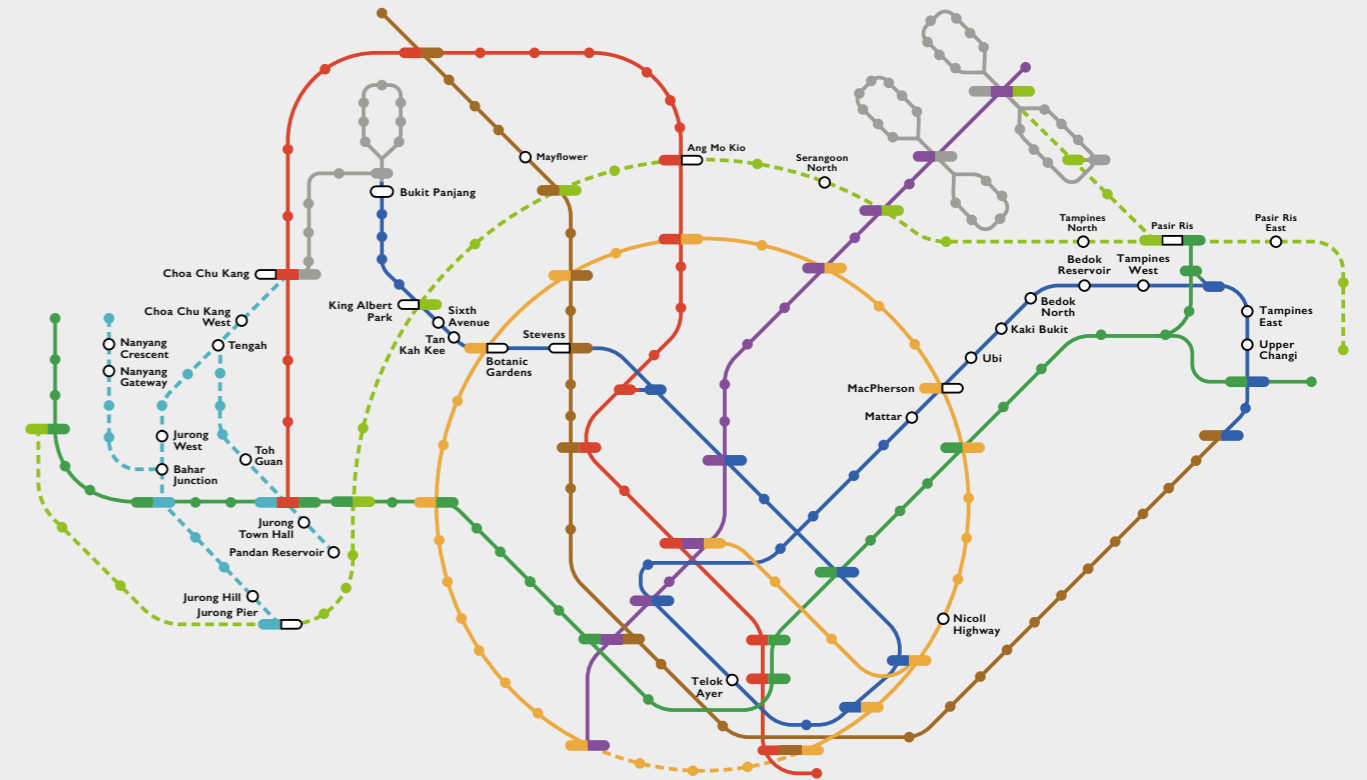 Mayflower
Ang Mo Kio
Serangoon
North
Bukit Panjang
Tampines
North
Pasir Ris
Pasir Ris
East
Bedok
Reservoir
Tampines
West
Choa Chu Kang
King Albert
Park
Sixth
Avenue
Tan
Kah Kee
Stevens
Botanic
Gardens
Bedok
North
Kaki Bukit
Ubi
Tampines
East
Upper
Changi
Choa Chu Kang
West
Tengah
Nanyang
Crescent
Nanyang
Gateway
MacPherson
Mattar
Jurong
West
Bahar
Junction
Toh
Guan
Jurong
Town Hall
Pandan Reservoir
Jurong Hill
Jurong Pier
Nicoll
Highway
Telok
Ayer